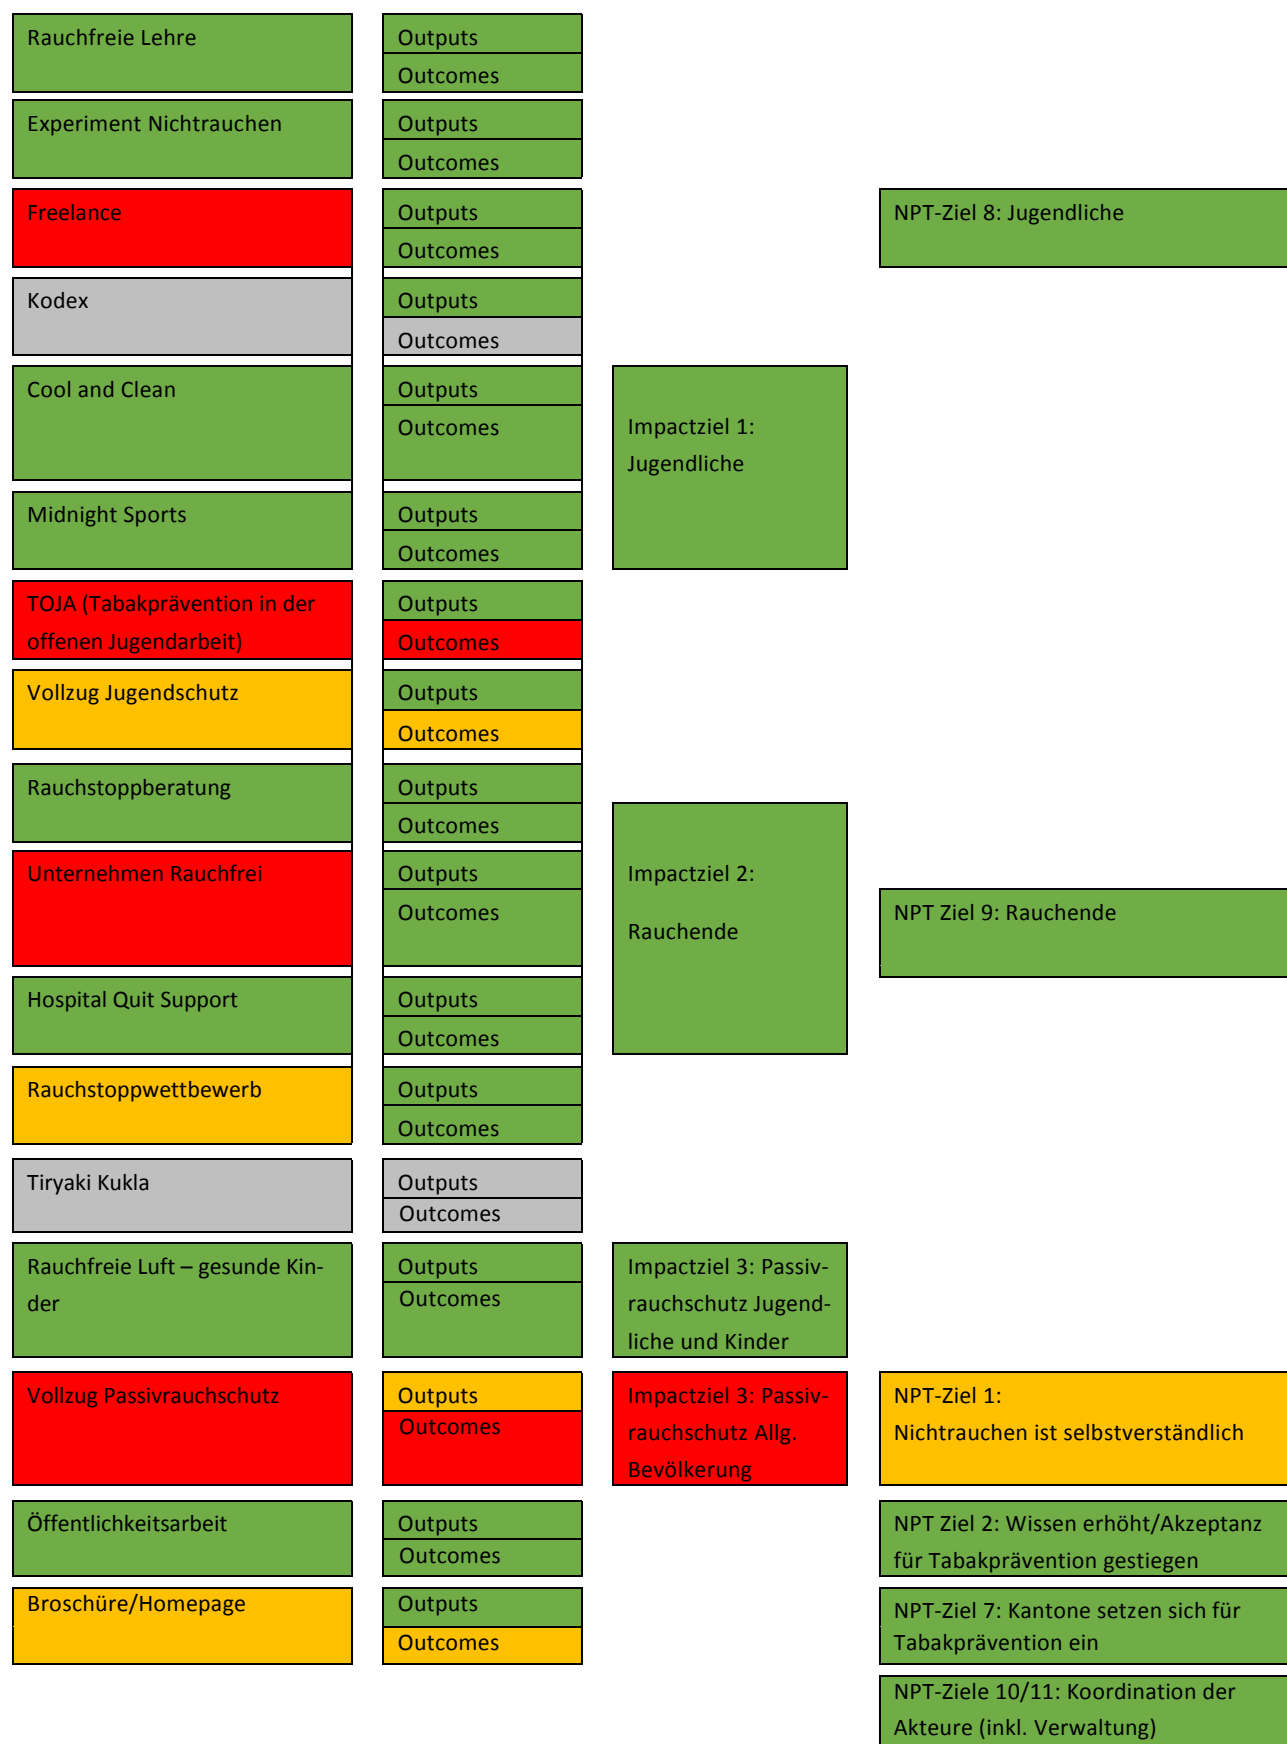 Rauchfreie Lehre
Outputs
Outcomes
Experiment Nichtrauchen
Outputs
Outcomes
Freelance
Outputs
Outcomes
NPT-Ziel 8: Jugendliche
Kodex
Outputs
Outcomes
Cool and Clean
Outputs
Outcomes
Impactziel 1:
Jugendliche
Midnight Sports
Outputs
Outcomes
TOJA (Tabakprävention in der
offenen Jugendarbeit)
Outputs
Outcomes
Vollzug Jugendschutz
Outputs
Outcomes
Rauchstoppberatung
Outputs
Outcomes
Unternehmen Rauchfrei
Outputs
Outcomes
Impactziel 2:
Rauchende
NPT Ziel 9: Rauchende
Hospital Quit Support
Outputs
Outcomes
Rauchstoppwettbewerb
Outputs
Outcomes
Tiryaki Kukla
Outputs
Outcomes
Rauchfreie Luft – gesunde Kin-
der
Outputs
Outcomes
Impactziel 3: Passiv-
rauchschutz Jugend-
liche und Kinder
Vollzug Passivrauchschutz
Outputs
Outcomes
Impactziel 3: Passiv-
rauchschutz Allg.
Bevölkerung
NPT-Ziel 1:
Nichtrauchen ist selbstverständlich
Öffentlichkeitsarbeit
Outputs
Outcomes
NPT Ziel 2: Wissen erhöht/Akzeptanz
für Tabakprävention gestiegen
Broschüre/Homepage
Outputs
Outcomes
NPT-Ziel 7: Kantone setzen sich für
Tabakprävention ein
NPT-Ziele 10/11: Koordination der
Akteure (inkl. Verwaltung)